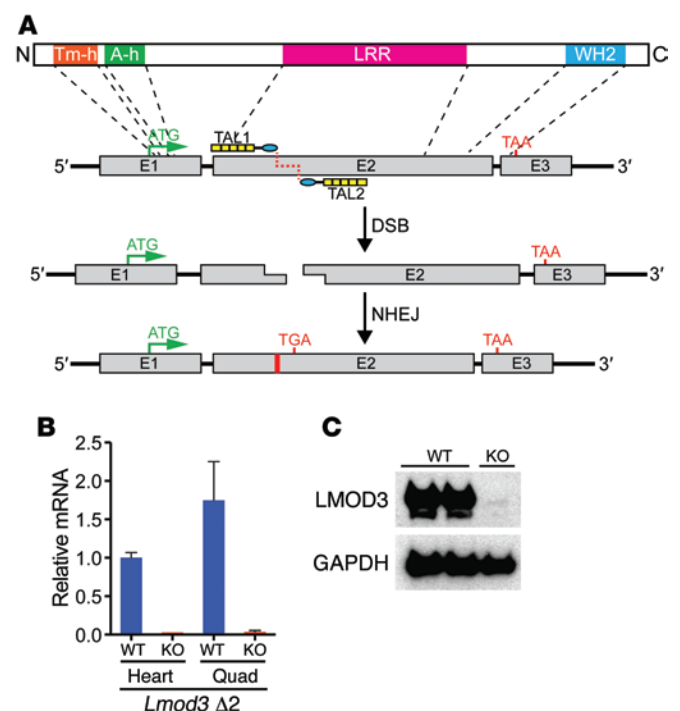 A
N Tm-h A-h LRR WH2 C
ATG TAL1 TAA
5′ E1 E2 E3 3′
TAL2
DSB
ATG TAA
5′ E1 E2 E3 3′
NHEJ
ATG TGA TAA
5′ E1 E2 E3 3′
B
Relative mRNA
2.5
2.0
1.5
1.0
0.5
0.0
WT KO WT KO
Heart Quad
Lmod3 Δ2
C
WT KO
LMOD3
GAPDH